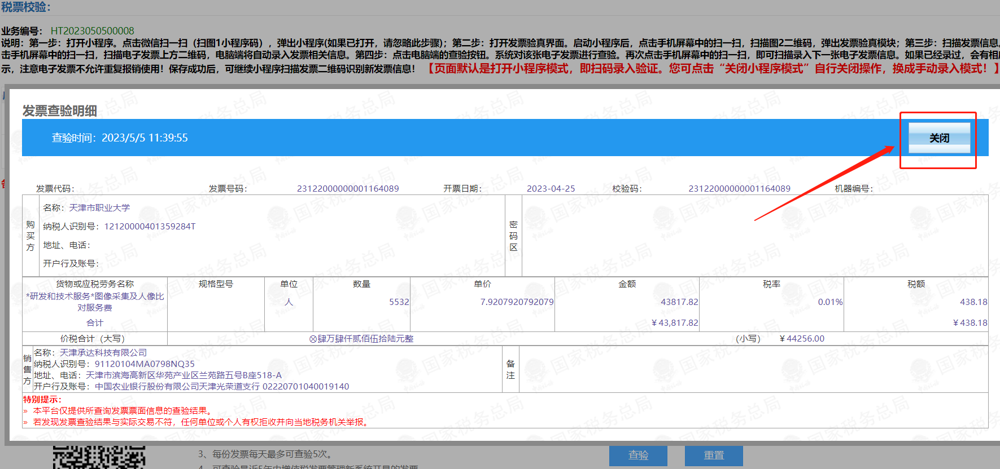 税票校验：
业务编号： HT2023050500008
说明：第一步：打开小程序。点击微信扫一扫（扫图1小程序码），弹出小程序(如果已打开，请忽略此步骤)；第二步：打开发票验真界面。启动小程序后，点击手机屏幕中的扫一扫，扫描图2二维码，弹出发票验真模块；第三步：扫描发票信息。
击手机屏幕中的扫一扫，扫描电子发票上方二维码，电脑端将自动录入发票相关信息。第四步：点击电脑端的查验按钮。系统对该张电子发票进行查验。再次点击手机屏幕中的扫一扫，即可扫描录入下一张电子发票信息。如果已经录过，会有相
示，注意电子发票不允许重复报销使用！保存成功后，可继续小程序扫描发票二维码识别新发票信息！ 【页面默认是打开小程序模式，即扫码录入验证。您可点击“关闭小程序模式”自行关闭操作，换成手动录入模式！】
发票查验明细
查验时间：2023/5/5 11:39:55
关闭
发票代码： 发票号码： 23122000000001164089 开票日期： 2023-04-25 校验码： 23122000000001164089 机器编号：
购买方
名称：天津市职业大学
纳税人识别号：12120000401359284T
地址、电话：
开户行及账号：
密码区
货物或应税劳务名称 规格型号 单位 数量 单价 金额 税率 税额
*研发和技术服务*图像采集及人像比
对服务费 人 5532 7.9207920792079 43817.82 0.01% 438.18
合计 ￥43,817.82 ￥438.18
价税合计（大写） ⊗肆万肆仟贰佰伍拾陆元整 （小写） ￥44256.00
销售方
名称：天津承达科技有限公司
纳税人识别号：91120104MA0798NQ35
地址、电话：天津市滨海高新区华苑产业区兰苑路五号B座518-A
开户行及账号：中国农业银行股份有限公司天津光荣道支行 02220701040019140
备注
特别提示：
» 本平台仅提供所查询发票票面信息的查验结果。
» 若发现发票查验结果与实际交易不符，任何单位或个人有权拒收并向当地税务机关举报。
3、每份发票每天最多可查验5次。
查验 重置
4、可查验最近5年内增值税发票管理新系统开具的发票
国家税务总局